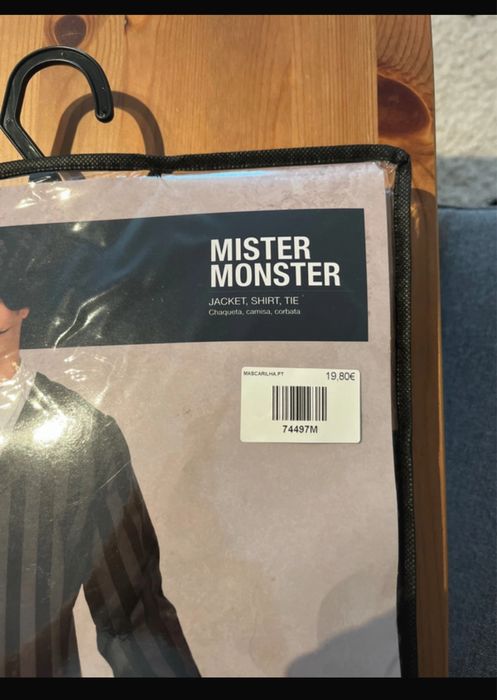 MISTER
MONSTER
JACKET, SHIRT, TIE
Chaqueta, camisa, corbata
MASCARILHA.PT 19,80€
74497M